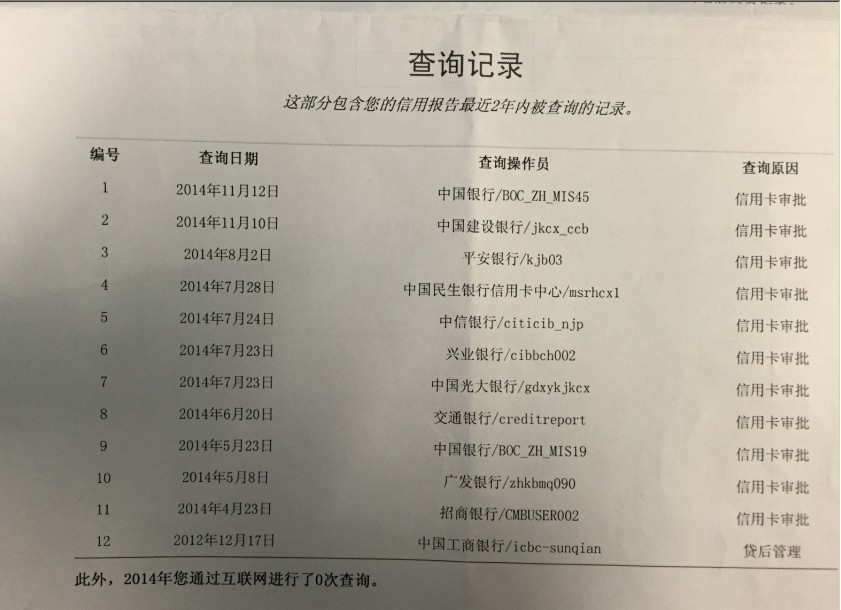 查询记录
这部分包含您的信用报告最近2年内被查询的记录。
编号 查询日期 查询操作员 查询原因
1 2014年11月12日 中国银行/BOC_ZH_MIS45 信用卡审批
2 2014年11月10日 中国建设银行/jkcx_ccb 信用卡审批
3 2014年8月2日 平安银行/kjb03 信用卡审批
4 2014年7月28日 中国民生银行信用卡中心/msrhcx1 信用卡审批
5 2014年7月24日 中信银行/citicib_njp 信用卡审批
6 2014年7月23日 兴业银行/cibbch002 信用卡审批
7 2014年7月23日 中国光大银行/gdxykjkcx 信用卡审批
8 2014年6月20日 交通银行/creditreport 信用卡审批
9 2014年5月23日 中国银行/BOC_ZH_MIS19 信用卡审批
10 2014年5月8日 广发银行/zhkbmq090 信用卡审批
11 2014年4月23日 招商银行/CMBUSER002 信用卡审批
12 2012年12月17日 中国工商银行/icbc-sunqian 贷后管理
此外，2014年您通过互联网进行了0次查询。